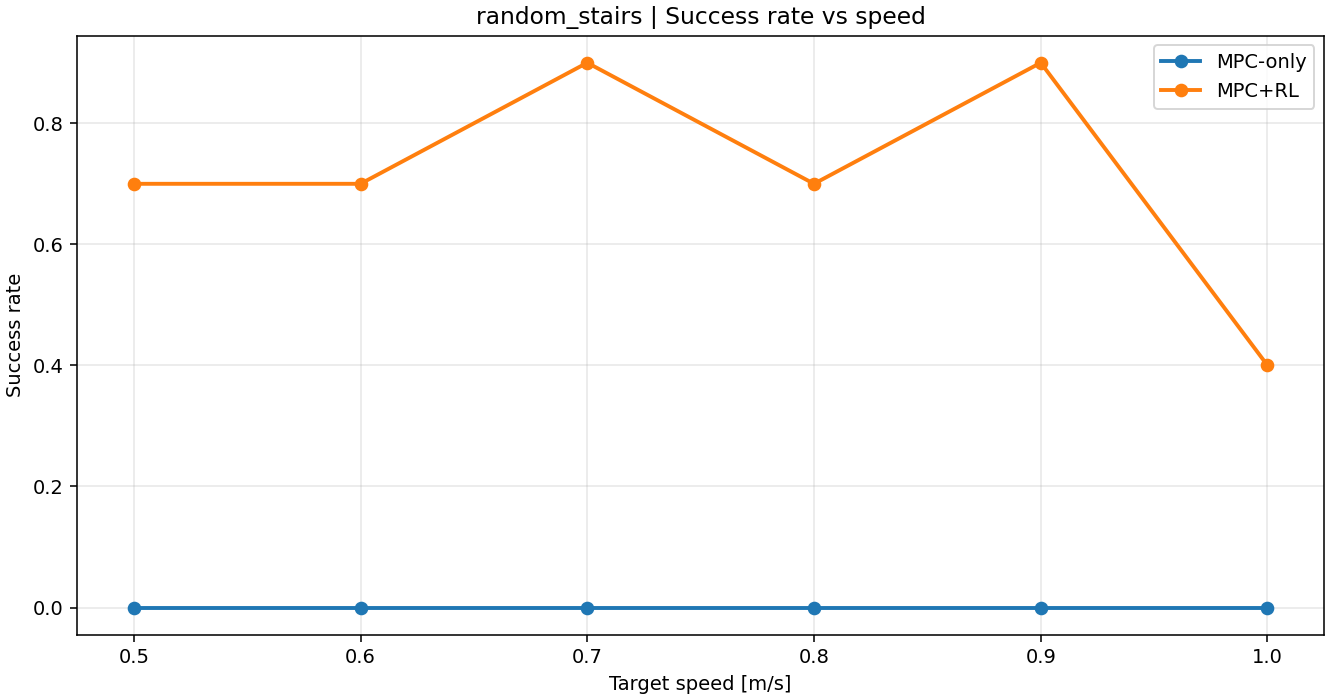 random_stairs | Success rate vs speed
MPC-only
MPC+RL
Success rate
0.8
0.6
0.4
0.2
0.0
0.5 0.6 0.7 0.8 0.9 1.0
Target speed [m/s]